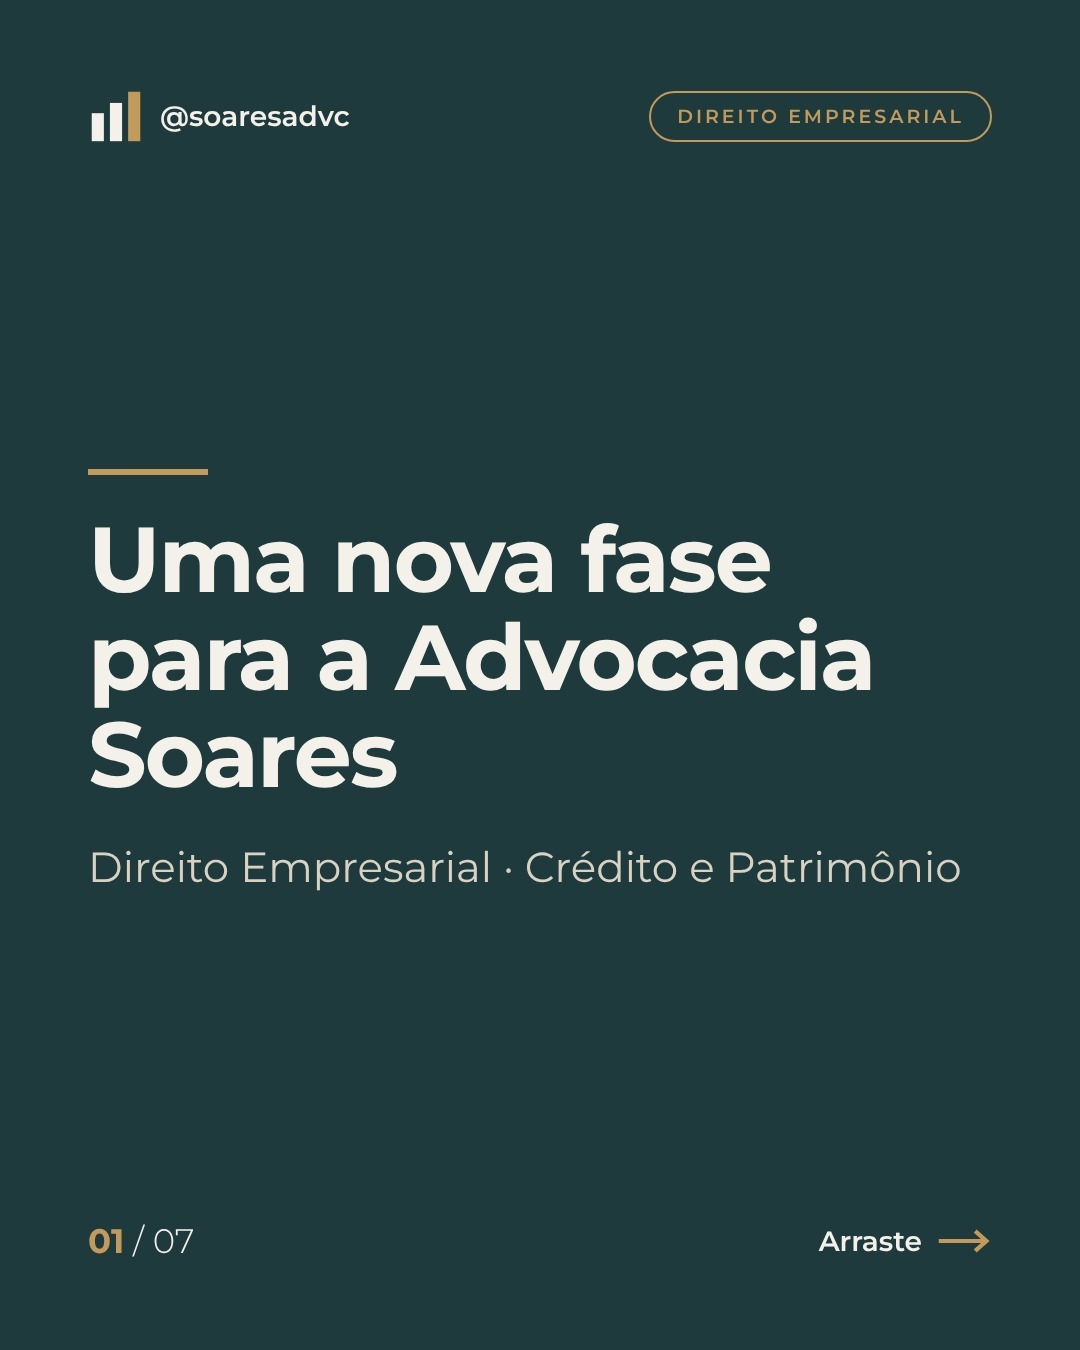 @soaresadvc
DIREITO EMPRESARIAL
Uma nova fase
para a Advocacia
Soares
Direito Empresarial · Crédito e Patrimônio
01 / 07
Arraste